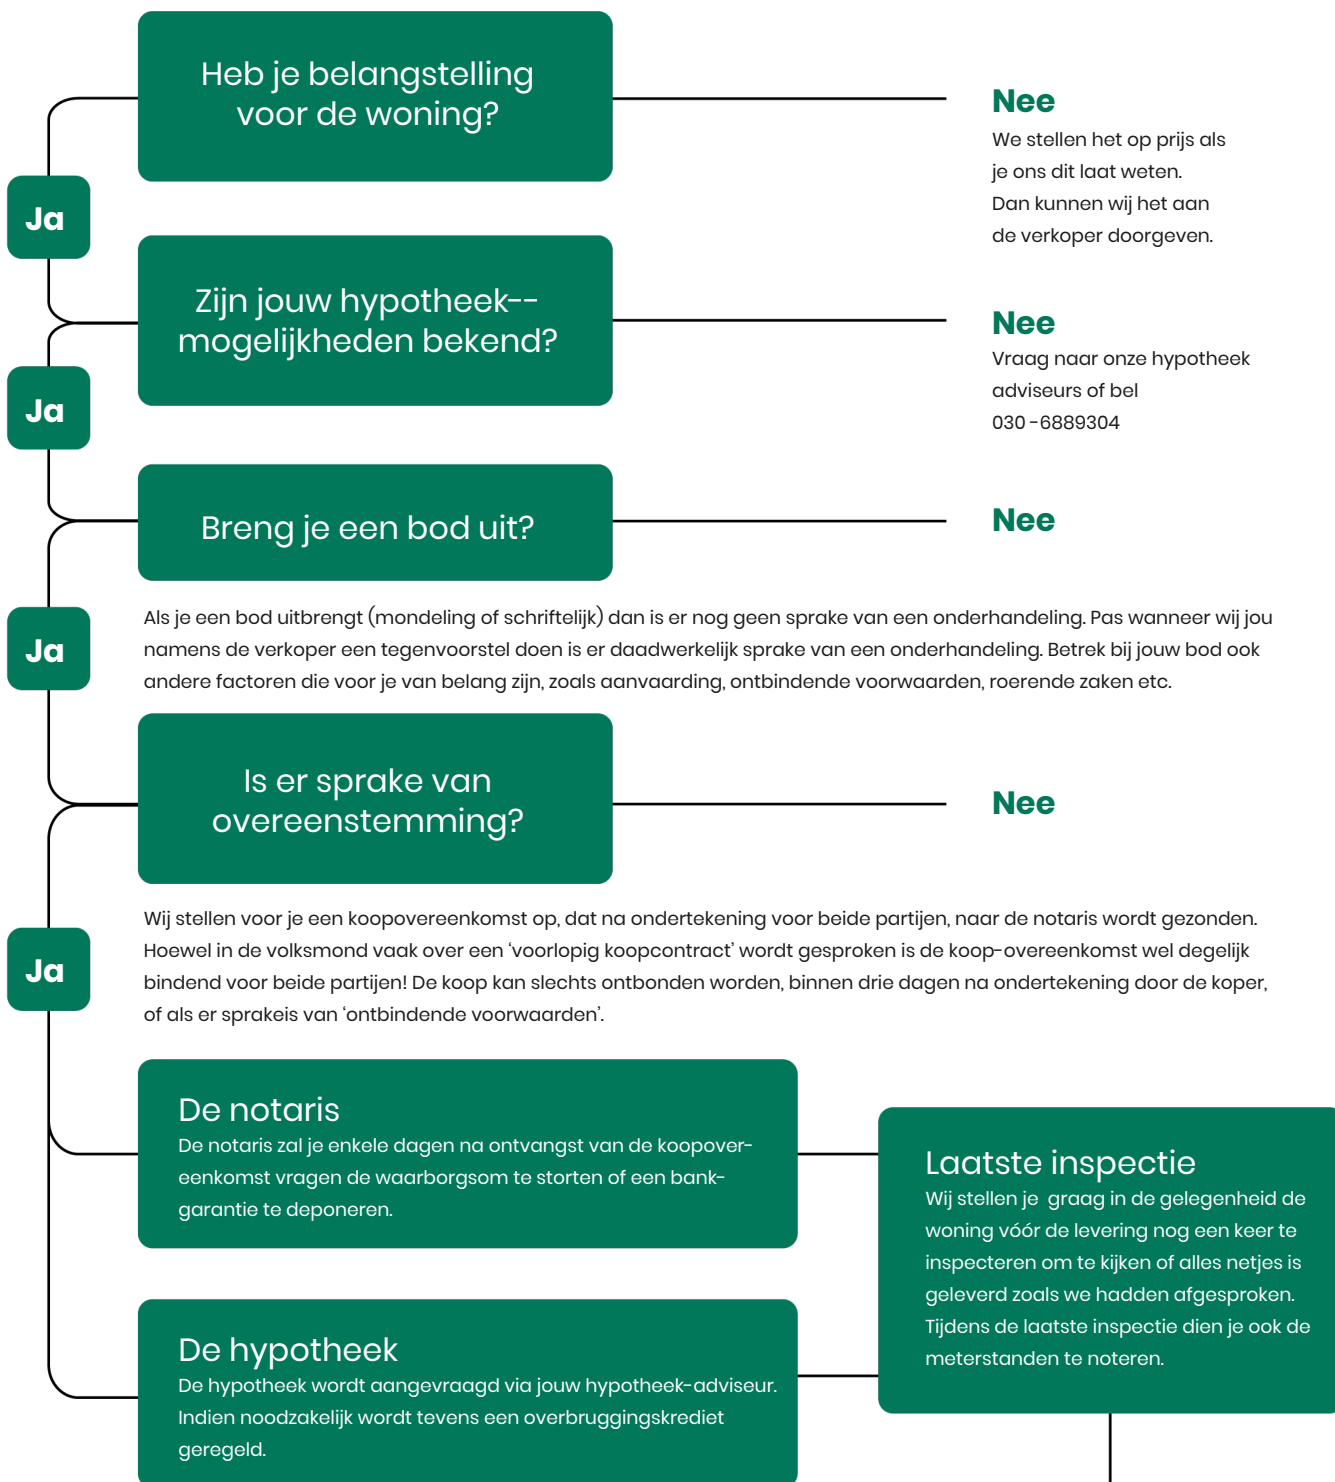 Heb je belangstelling
voor de woning?
Nee
We stellen het op prijs als
je ons dit laat weten.
Dan kunnen wij het aan
de verkoper doorgeven.
Ja
Zijn jouw hypotheek--
mogelijkheden bekend?
Nee
Vraag naar onze hypotheek
adviseurs of bel
030 -6889304
Ja
Breng je een bod uit?
Nee
Ja
Als je een bod uitbrengt (mondeling of schriftelijk) dan is er nog geen sprake van een onderhandeling. Pas wanneer wij jou
namens de verkoper een tegenvoorstel doen is er daadwerkelijk sprake van een onderhandeling. Betrek bij jouw bod ook
andere factoren die voor je van belang zijn, zoals aanvaarding, ontbindende voorwaarden, roerende zaken etc.
Is er sprake van
overeenstemming?
Nee
Ja
Wij stellen voor je een koopovereenkomst op, dat na ondertekening voor beide partijen, naar de notaris wordt gezonden.
Hoewel in de volksmond vaak over een ‘voorlopig koopcontract’ wordt gesproken is de koop-overeenkomst wel degelijk
bindend voor beide partijen! De koop kan slechts ontbonden worden, binnen drie dagen na ondertekening door de koper,
of als er sprakeis van ‘ontbindende voorwaarden’.
De notaris
De notaris zal je enkele dagen na ontvangst van de koopover-
eenkomst vragen de waarborgsom te storten of een bank-
garantie te deponeren.
Laatste inspectie
Wij stellen je  graag in de gelegenheid de
woning vóór de levering nog een keer te
inspecteren om te kijken of alles netjes is
geleverd zoals we hadden afgesproken.
Tijdens de laatste inspectie dien je ook de
meterstanden te noteren.
De hypotheek
De hypotheek wordt aangevraagd via jouw hypotheek-adviseur.
Indien noodzakelijk wordt tevens een overbruggingskrediet
geregeld.